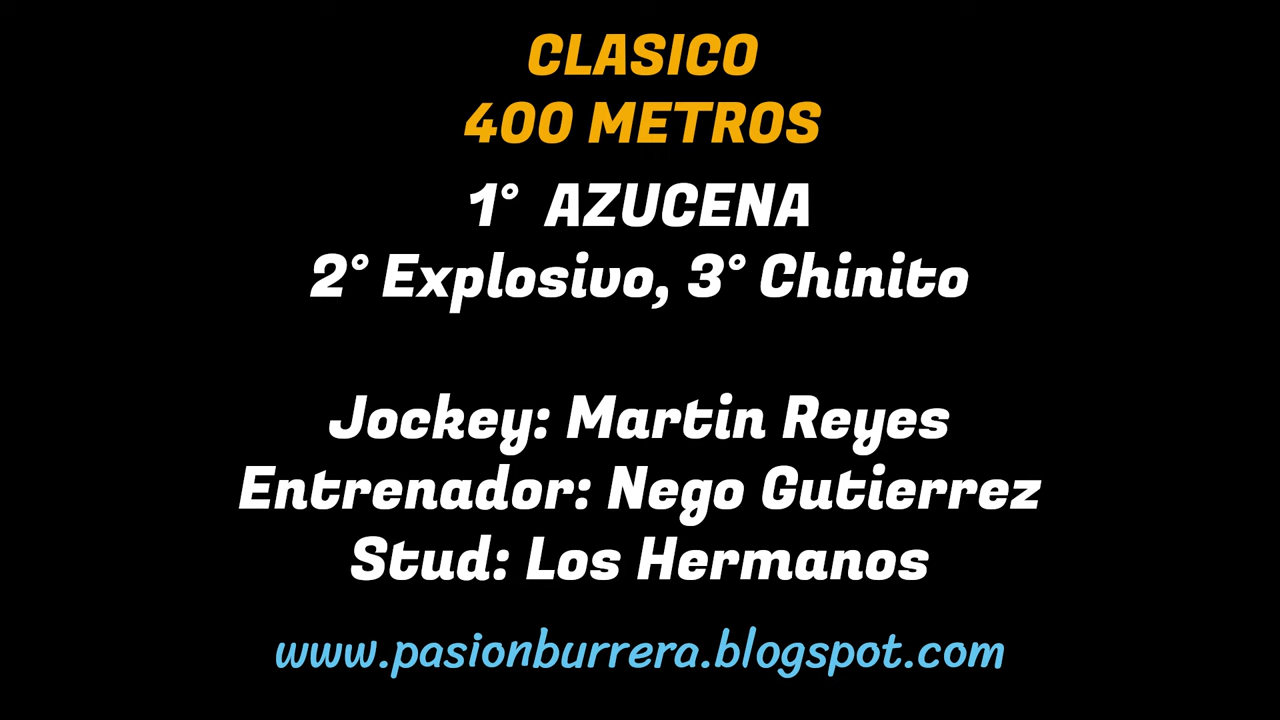 CLASICO
400 METROS
1° AZUCENA
2° Explosivo, 3° Chinito
Jockey: Martin Reyes
Entrenador: Nego Gutierrez
Stud: Los Hermanos
www.pasionburrera.blogspot.com